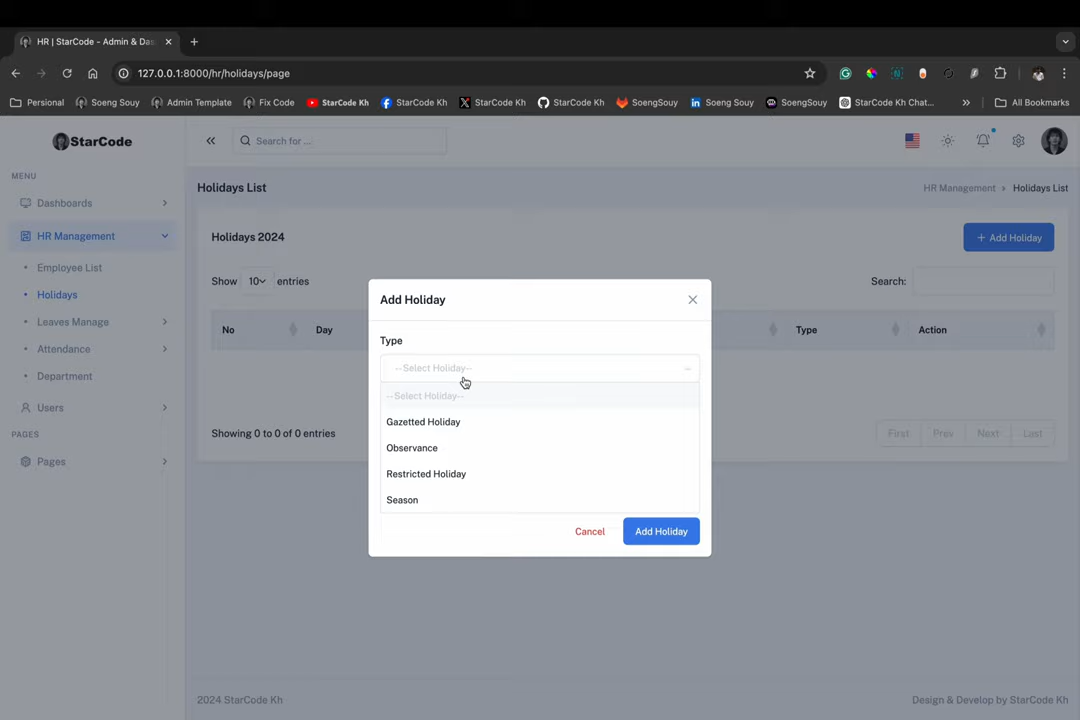 HR | StarCode - Admin & Das
127.0.0.1:8000/hr/holidays/page
Personal
Soeng Souy
Admin Template
Fix Code
StarCode Kh
StarCode Kh
StarCode Kh
StarCode Kh
SoengSouy
Soeng Souy
SoengSouy
StarCode Kh Chat...
All Bookmarks
StarCode
Search for ...
MENU
Dashboards
HR Management
Employee List
Holidays
Leaves Manage
Attendance
Department
Users
PAGES
Pages
Holidays List
HR Management
Holidays List
Holidays 2024
+ Add Holiday
Show 10 entries
Search:
No
Day
Type
Action
Showing 0 to 0 of 0 entries
First
Prev
Next
Last
Add Holiday
Type
--Select Holiday--
--Select Holiday--
Gazetted Holiday
Observance
Restricted Holiday
Season
Cancel
Add Holiday
2024 StarCode Kh
Design & Develop by StarCode Kh